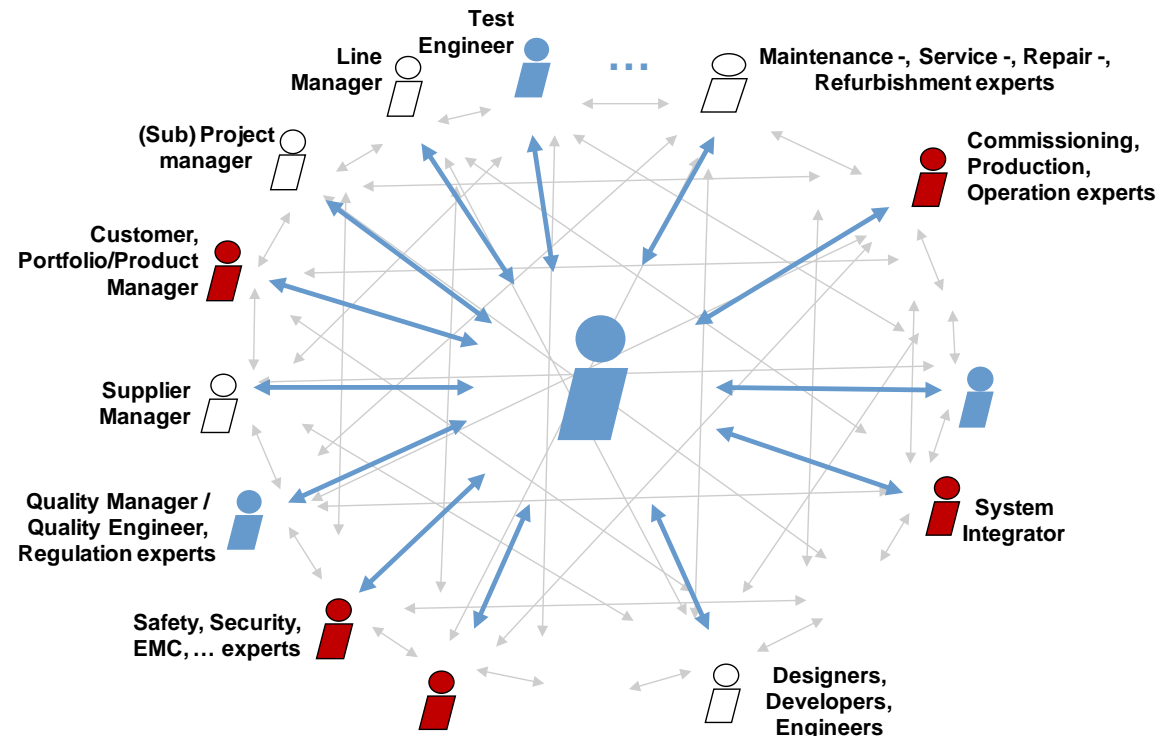 Test
Engineer
...
Line
Manager
Maintenance -, Service -, Repair -,
Refurbishment experts
(Sub) Project
manager
Commissioning,
Production,
Operation experts
Customer,
Portfolio/Product
Manager
Supplier
Manager
Quality Manager /
Quality Engineer,
Regulation experts
System
Integrator
Safety, Security,
EMC, … experts
Designers,
Developers,
Engineers